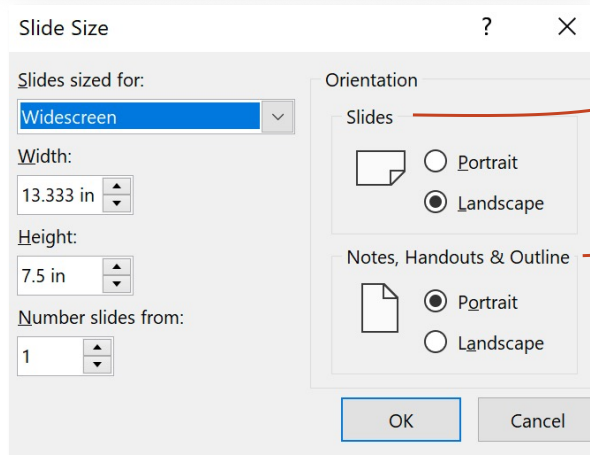 Slide Size
Slides sized for:
Widescreen
Width:
13.333 in
Height:
7.5 in
Number slides from:
1
Orientation
Slides
Portrait
Landscape
Notes, Handouts & Outline
Portrait
Landscape
OK
Cancel